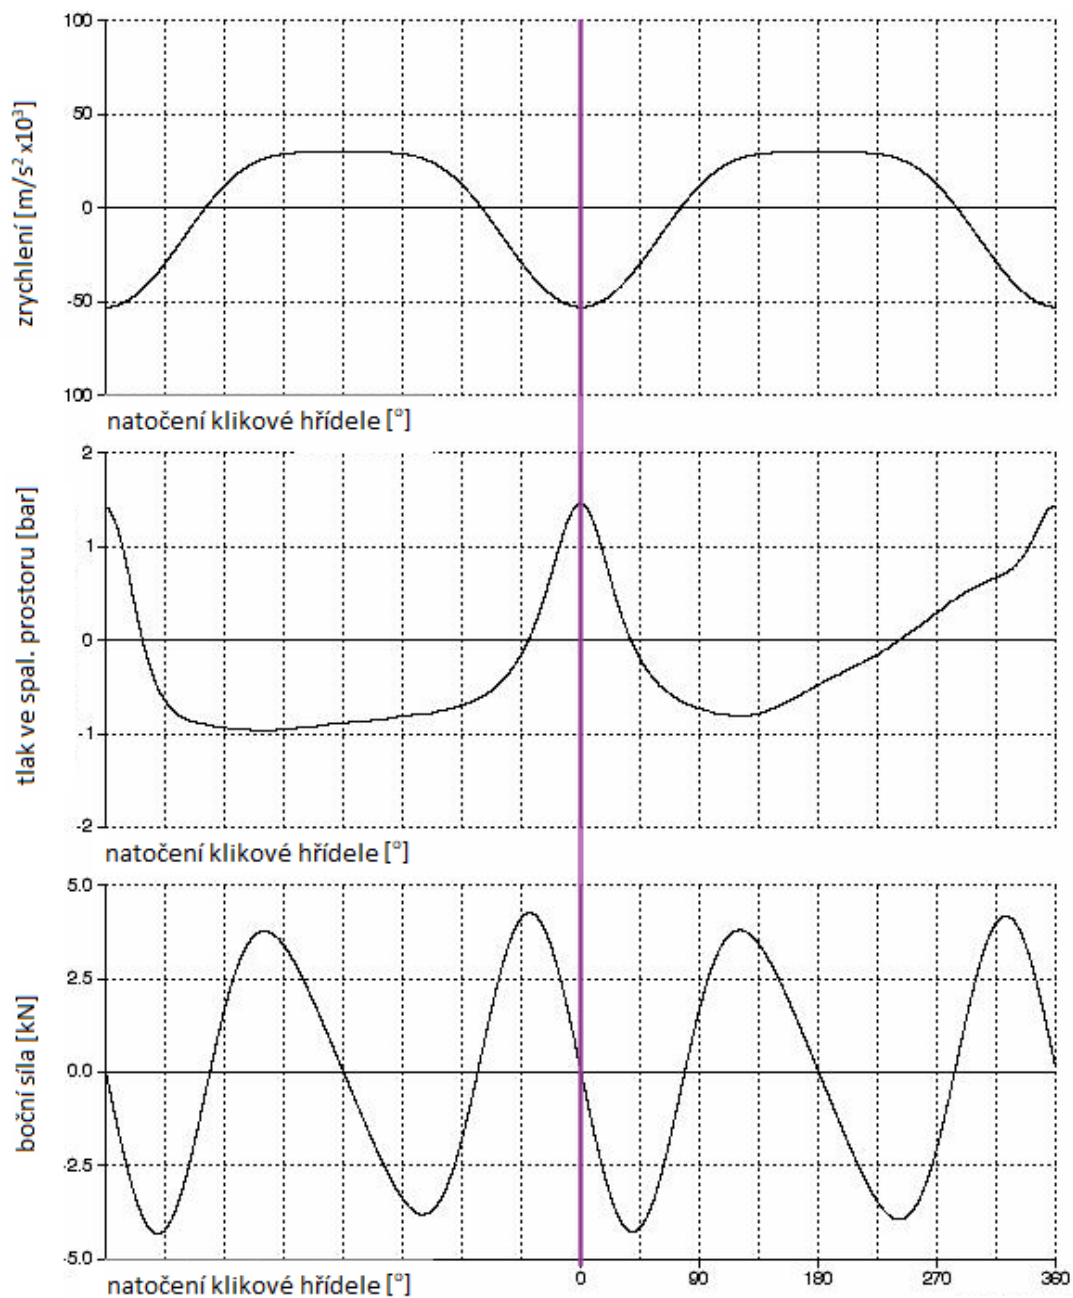 zrychlení [m/s² x10³]
100
50
0
-50
100
natočení klikové hřídele [°]
tlak ve spal. prostoru [bar]
2
1
0
-1
-2
natočení klikové hřídele [°]
boční síla [kN]
5.0
2.5
0.0
-2.5
-5.0
natočení klikové hřídele [°]
0 90 180 270 360